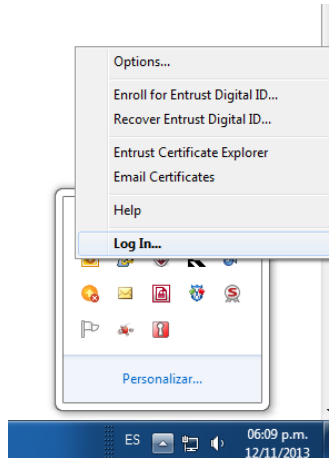 Options...
Enroll for Entrust Digital ID...
Recover Entrust Digital ID...
Entrust Certificate Explorer
Email Certificates
Help
Log In...
Personalizar...
ES
06:09 p.m.
12/11/2013